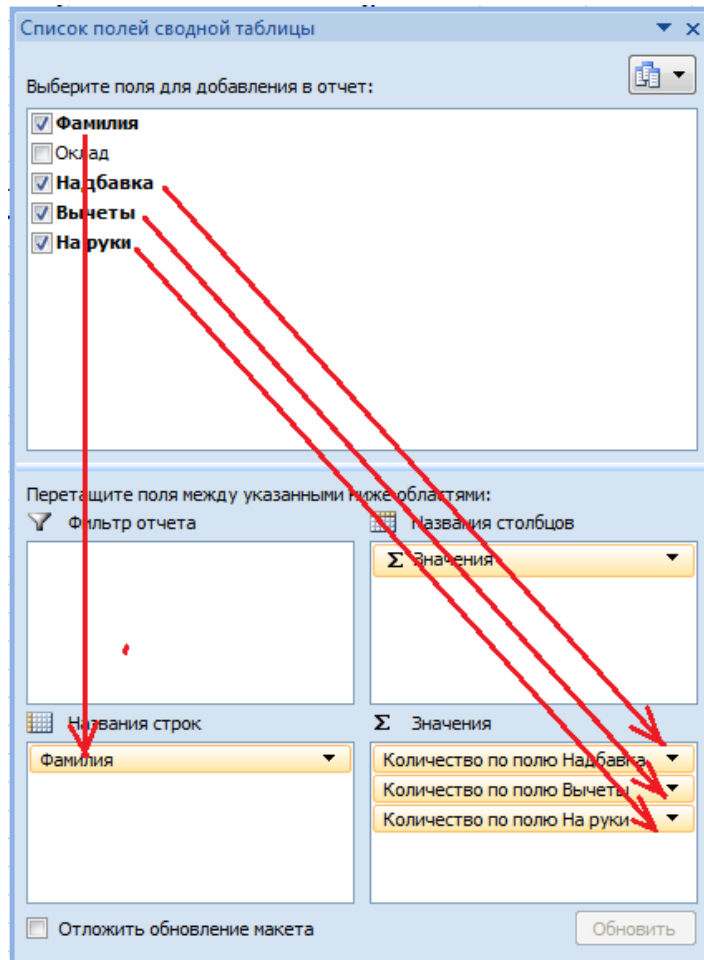 Список полей сводной таблицы
Выберите поля для добавления в отчет:
Фамилия
Оклад
Надбавка
Вычеты
На руки
Перетащите поля между указанными ниже областями:
Фильтр отчета
Названия столбцов
Σ Значения
Названия строк
Σ Значения
Фамилия
Количество по полю Надбавка
Количество по полю Вычеты
Количество по полю На руки
Отложить обновление макета
Обновить